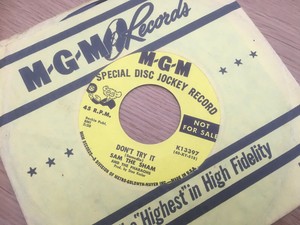 M-G-M Records
M-G-M
SPECIAL DISC JOCKEY RECORD
45 R.P.M.
NOT
FOR SALE
K13397
DON'T TRY IT
SAM THE SHAM
AND THE PHARAOHS
M-G-M
the "Highest" in High Fidelity